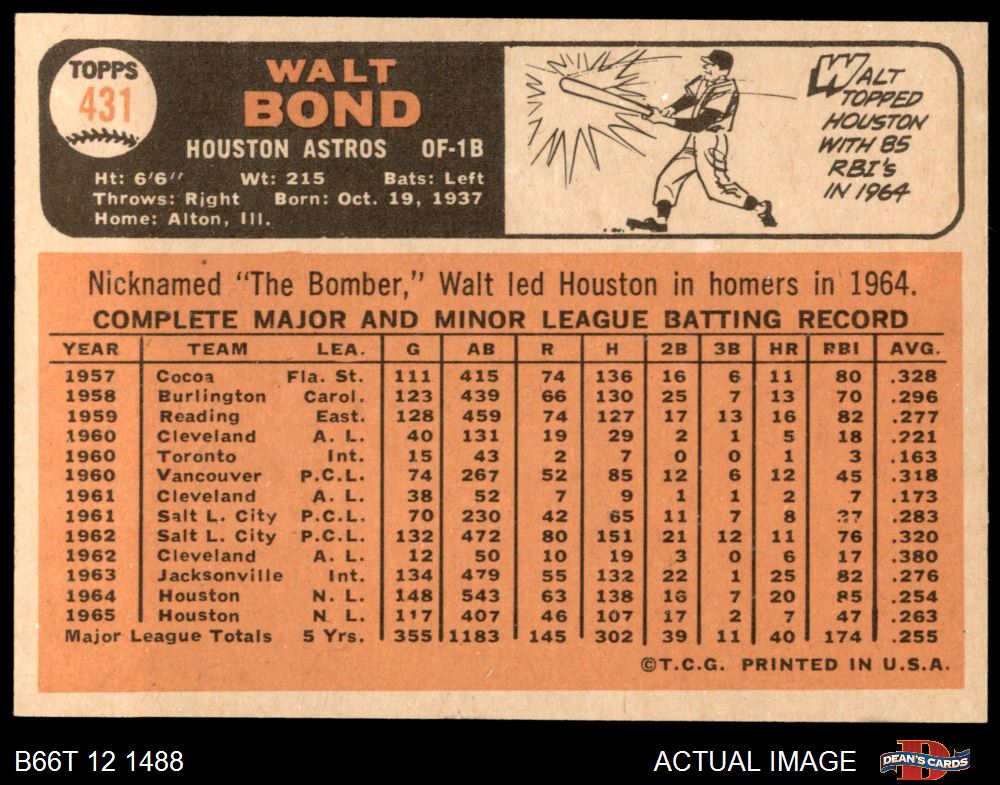 TOPPS
431
WALT
BOND
HOUSTON ASTROS OF-1B
Ht: 6'6" Wt: 215 Bats: Left
Throws: Right Born: Oct. 19, 1937
Home: Alton, Ill.
WALT
TOPPED
HOUSTON
WITH 85
RBI's
IN 1964
Nicknamed "The Bomber," Walt led Houston in homers in 1964.
COMPLETE MAJOR AND MINOR LEAGUE BATTING RECORD
YEAR TEAM LEA. G AB R H 2B 3B HR RBI AVG.
1957 Cocoa Fla. St. 111 415 74 136 16 6 11 80 .328
1958 Burlington Carol. 123 439 66 130 25 7 13 70 .296
1959 Reading East. 128 459 74 127 17 13 16 82 .277
1960 Cleveland A. L. 40 131 19 29 2 1 5 18 .221
1960 Toronto Int. 15 43 2 7 0 0 1 3 .163
1960 Vancouver P.C.L. 74 267 52 85 12 6 12 45 .318
1961 Cleveland A. L. 38 52 7 9 1 1 2 7 .173
1961 Salt L. City P.C.L. 70 230 42 65 11 7 8 .283
1962 Salt L. City P.C.L. 132 472 80 151 21 12 11 76 .320
1962 Cleveland A. L. 12 50 10 19 3 0 6 17 .380
1963 Jacksonville Int. 134 479 55 132 22 1 25 82 .276
1964 Houston N. L. 148 543 63 138 16 7 20 85 .254
1965 Houston N. L. 117 407 46 107 17 2 7 47 .263
Major League Totals 5 Yrs. 355 1183 145 302 39 11 40 174 .255
©T.C.G. PRINTED IN U.S.A.
B66T 12 1488 ACTUAL IMAGE DEAN'S CARDS